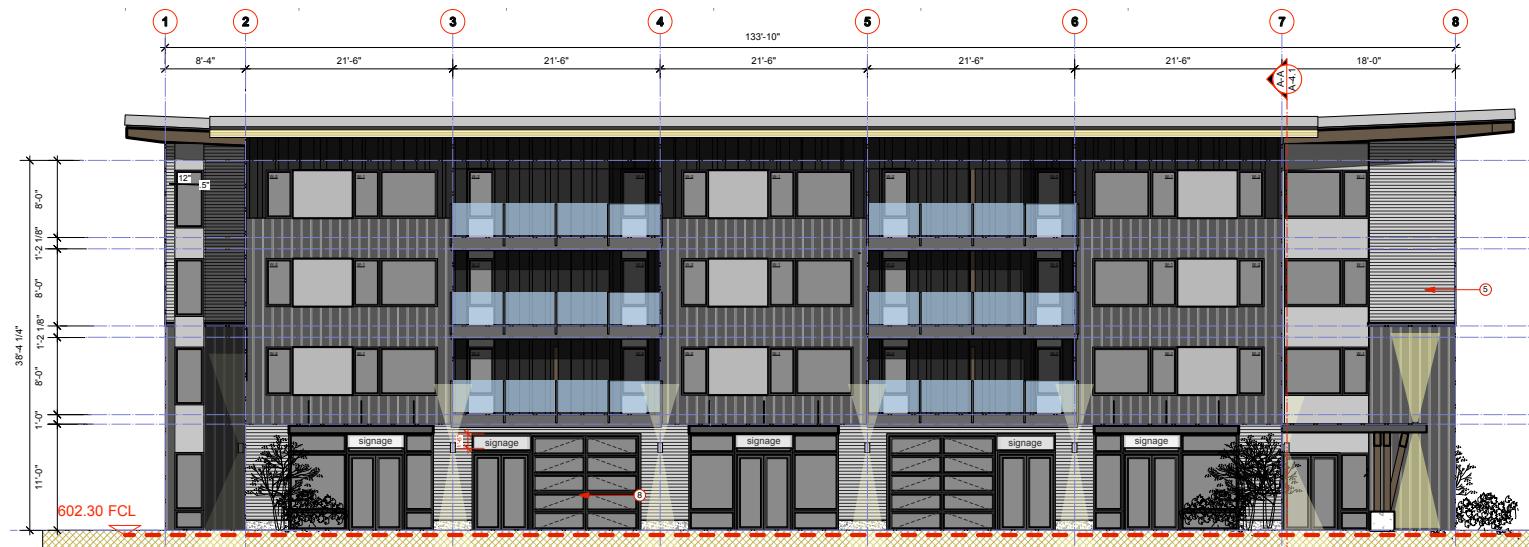 1 2 3 4 5 6 7 8
133'-10"
8'-4" 21'-6" 21'-6" 21'-6" 21'-6" 21'-6" 18'-0"
A-A
A-4.1
12"
.5"
8'-0"
1'-2 1/8"
8'-0"
1'-2 1/8"
8'-0"
1'-0"
11'-0"
38'-4 1/4"
5
signage signage signage signage signage
8
602.30 FCL